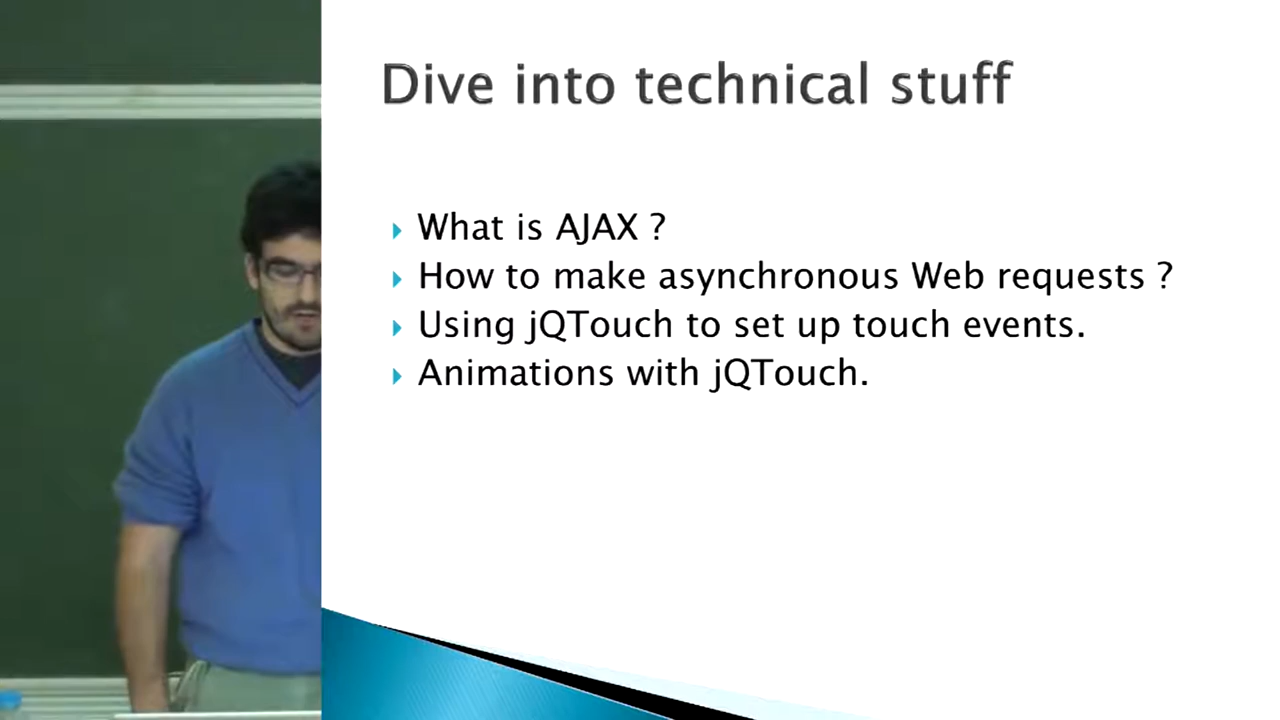 Dive into technical stuff
What is AJAX ?
How to make asynchronous Web requests ?
Using jQTouch to set up touch events.
Animations with jQTouch.